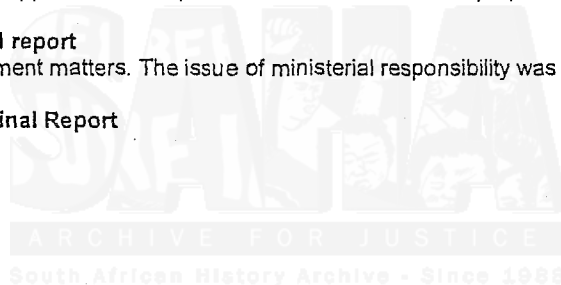 l report
ment matters. The issue of ministerial responsibility was
inal Report
SAHA
ARCHIVE FOR JUSTICE
South African History Archive - Since 1988